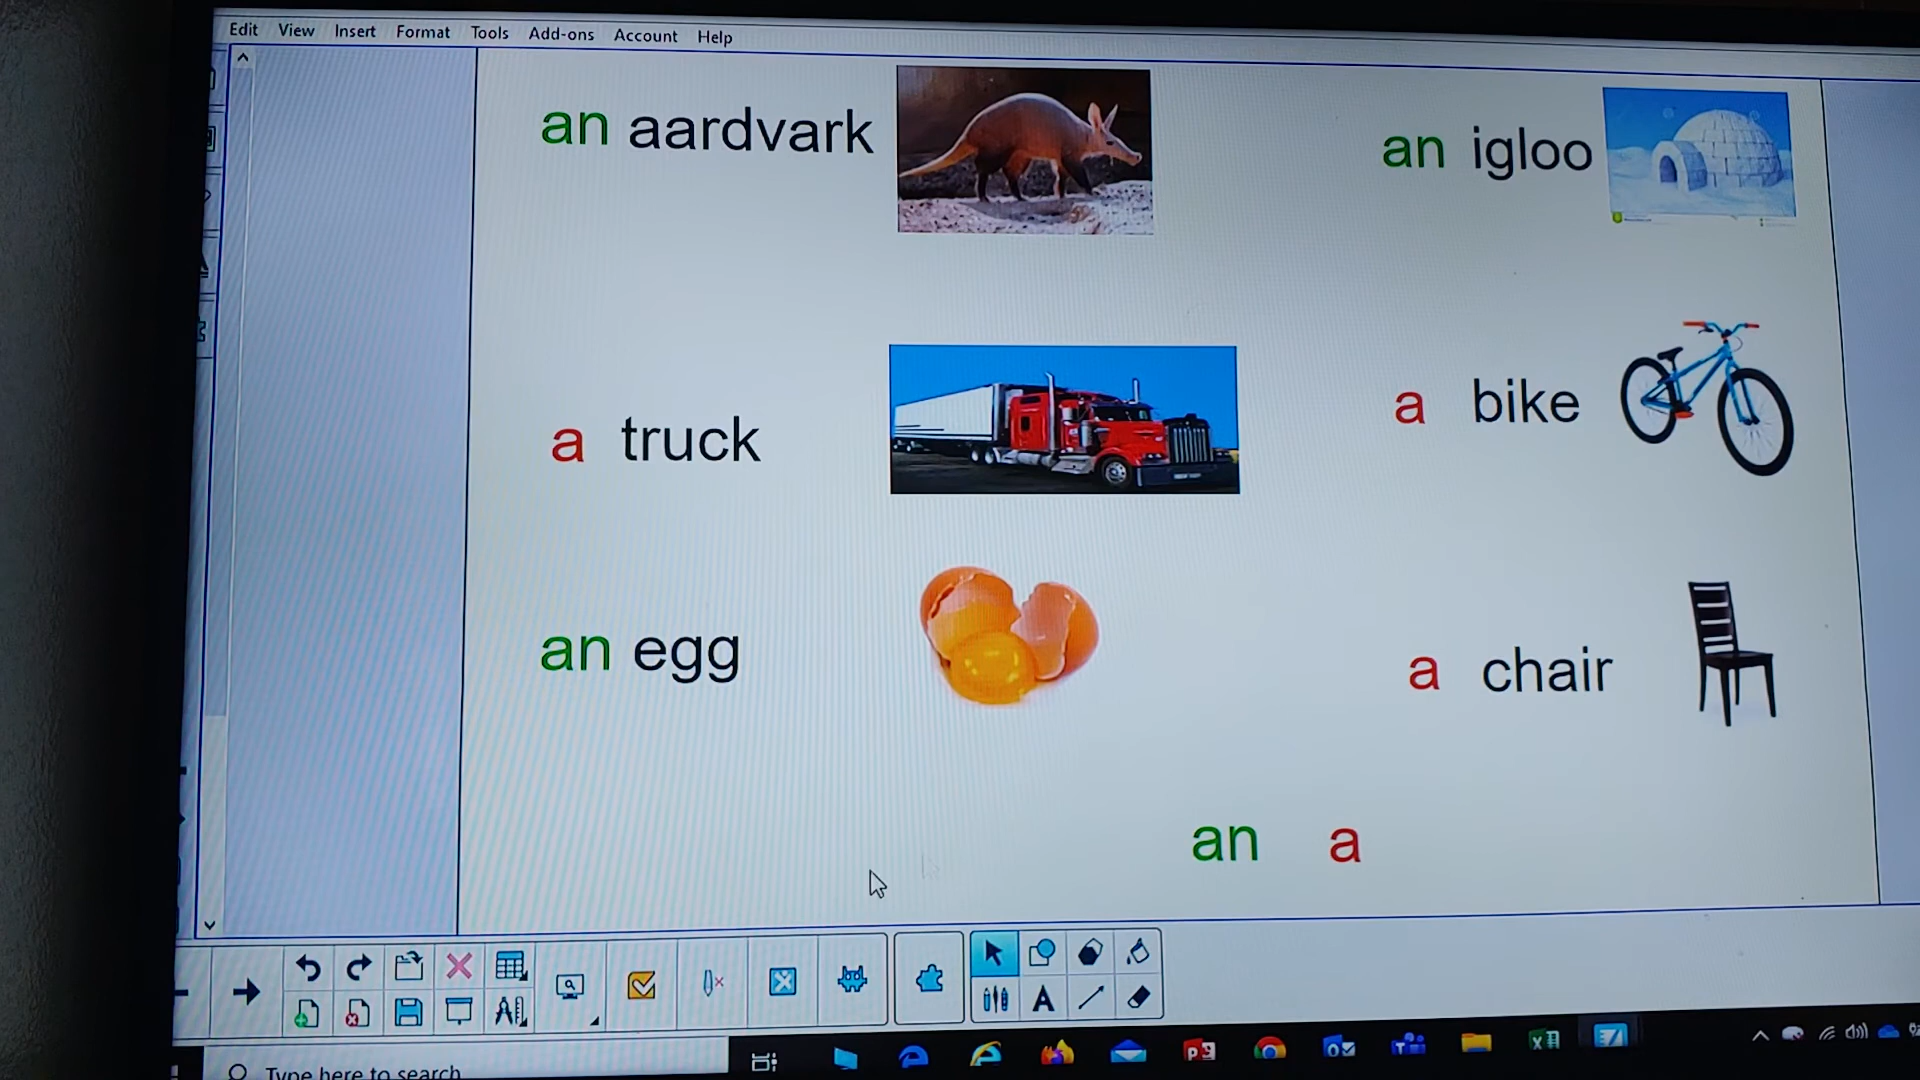 Edit View Insert Format Tools Add-ons Account Help
an aardvark
an igloo
a truck
a bike
an egg
a chair
an a
Type here to search